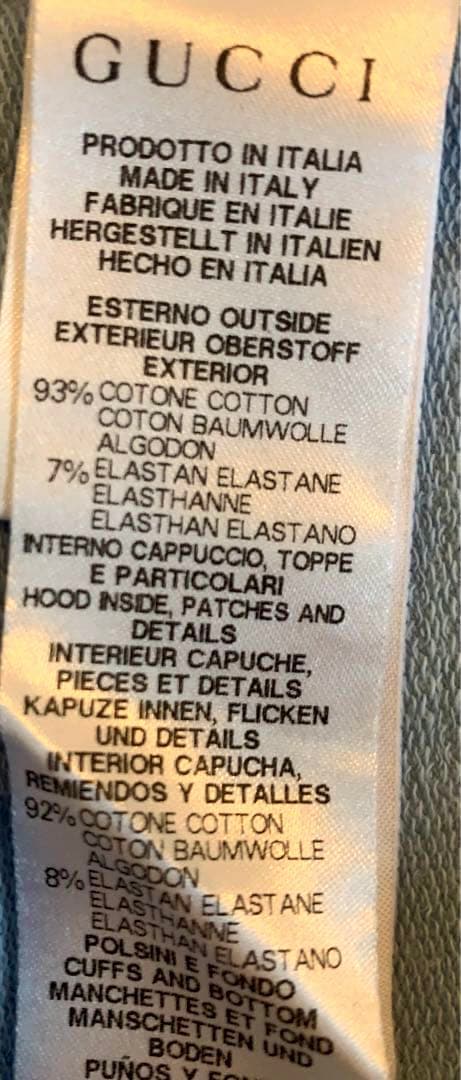 GUCCI
PRODOTTO IN ITALIA
MADE IN ITALY
FABRIQUE EN ITALIE
HERGESTELLT IN ITALIEN
HECHO EN ITALIA
ESTERNO OUTSIDE
EXTERIEUR OBERSTOFF
EXTERIOR
93% COTONE COTTON
COTON BAUMWOLLE
ALGODON
7% ELASTAN ELASTANE
ELASTHANNE
ELASTHAN ELASTANO
INTERNO CAPPUCCIO, TOPPE
E PARTICOLARI
HOOD INSIDE, PATCHES AND
DETAILS
INTERIEUR CAPUCHE,
PIECES ET DETAILS
KAPUZE INNEN, FLICKEN
UND DETAILS
INTERIOR CAPUCHA,
REMIENDOS Y DETALLES
92% COTONE COTTON
COTON BAUMWOLLE
ALGODON
8% ELASTAN ELASTANE
ELASTHANNE
ELASTHAN ELASTANO
POLSINI E FONDO
CUFFS AND BOTTOM
MANCHETTES ET FOND
MANSCHETTEN UND
BODEN
PUÑOS Y